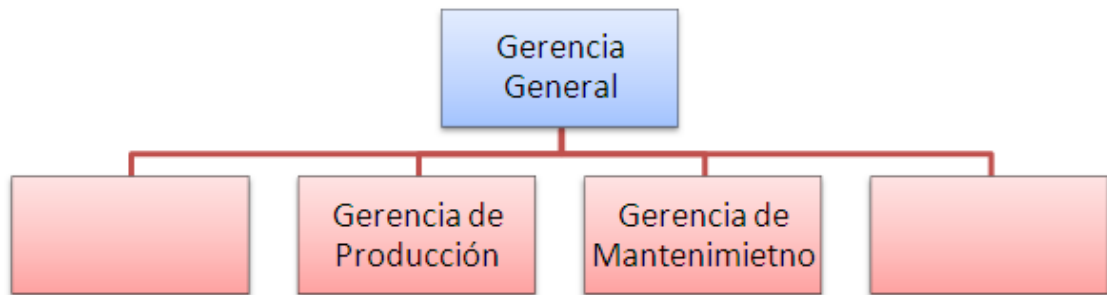 Gerencia
General
Gerencia de
Producción
Gerencia de
Mantenimietno